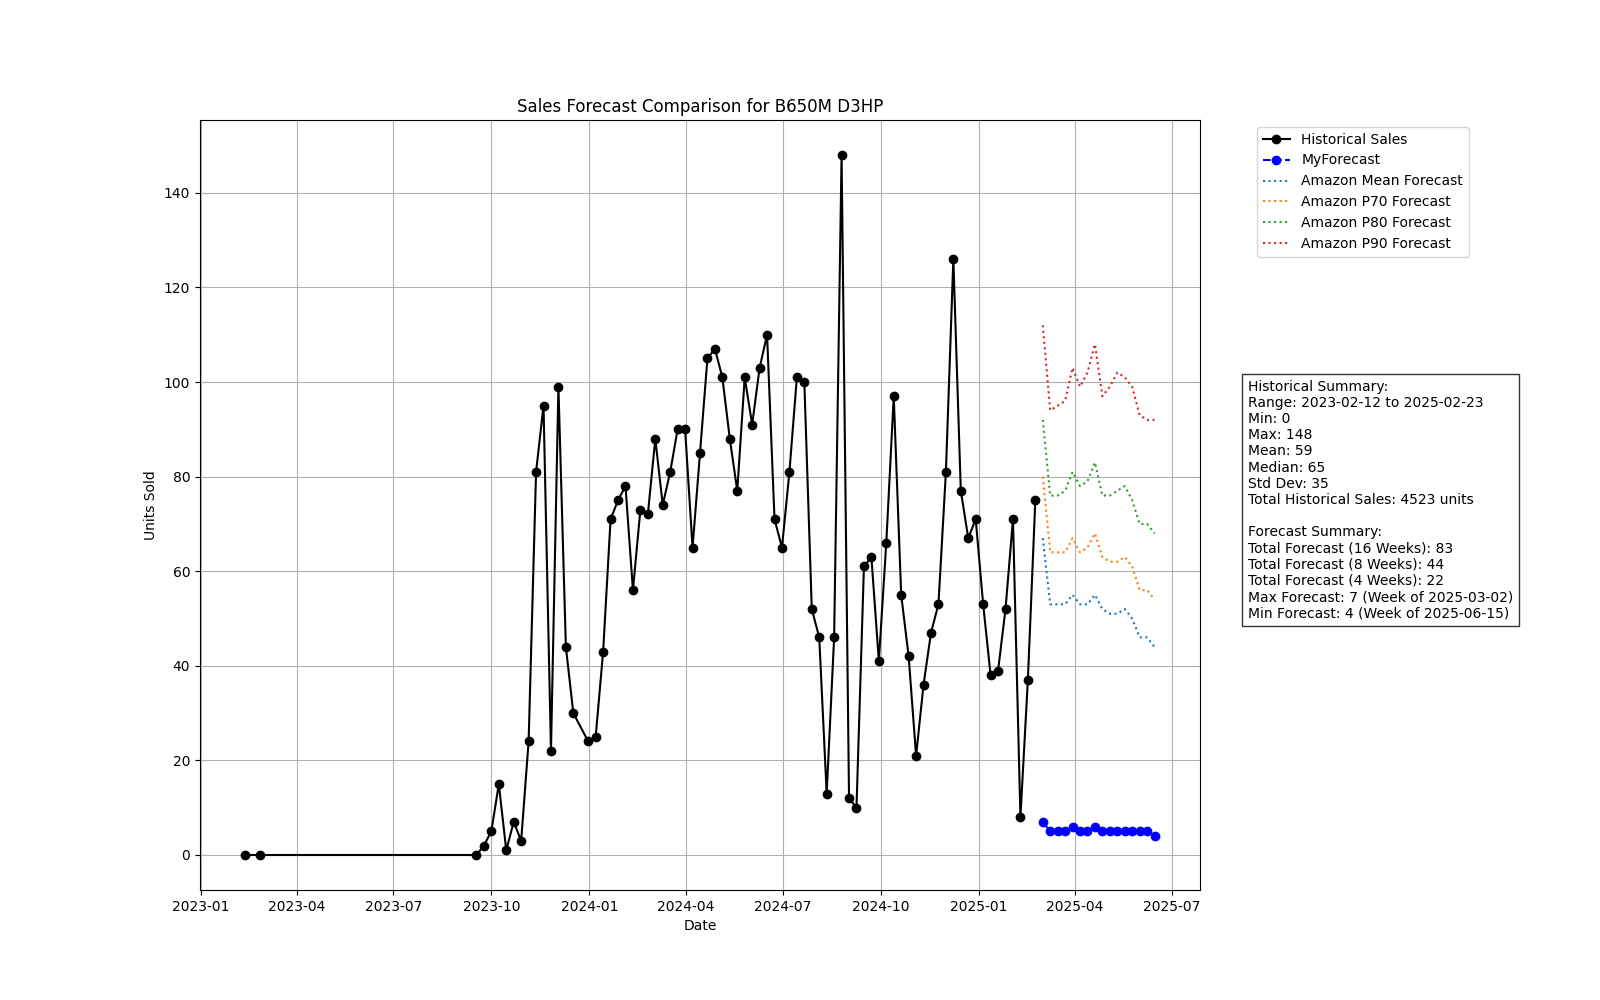 Sales Forecast Comparison for B650M D3HP
Historical Sales
MyForecast
Amazon Mean Forecast
Amazon P70 Forecast
Amazon P80 Forecast
Amazon P90 Forecast
140
120
100
80
60
40
20
0
Units Sold
Historical Summary:
Range: 2023-02-12 to 2025-02-23
Min: 0
Max: 148
Mean: 59
Median: 65
Std Dev: 35
Total Historical Sales: 4523 units
Forecast Summary:
Total Forecast (16 Weeks): 83
Total Forecast (8 Weeks): 44
Total Forecast (4 Weeks): 22
Max Forecast: 7 (Week of 2025-03-02)
Min Forecast: 4 (Week of 2025-06-15)
2023-01 2023-04 2023-07 2023-10 2024-01 2024-04 2024-07 2024-10 2025-01 2025-04 2025-07
Date